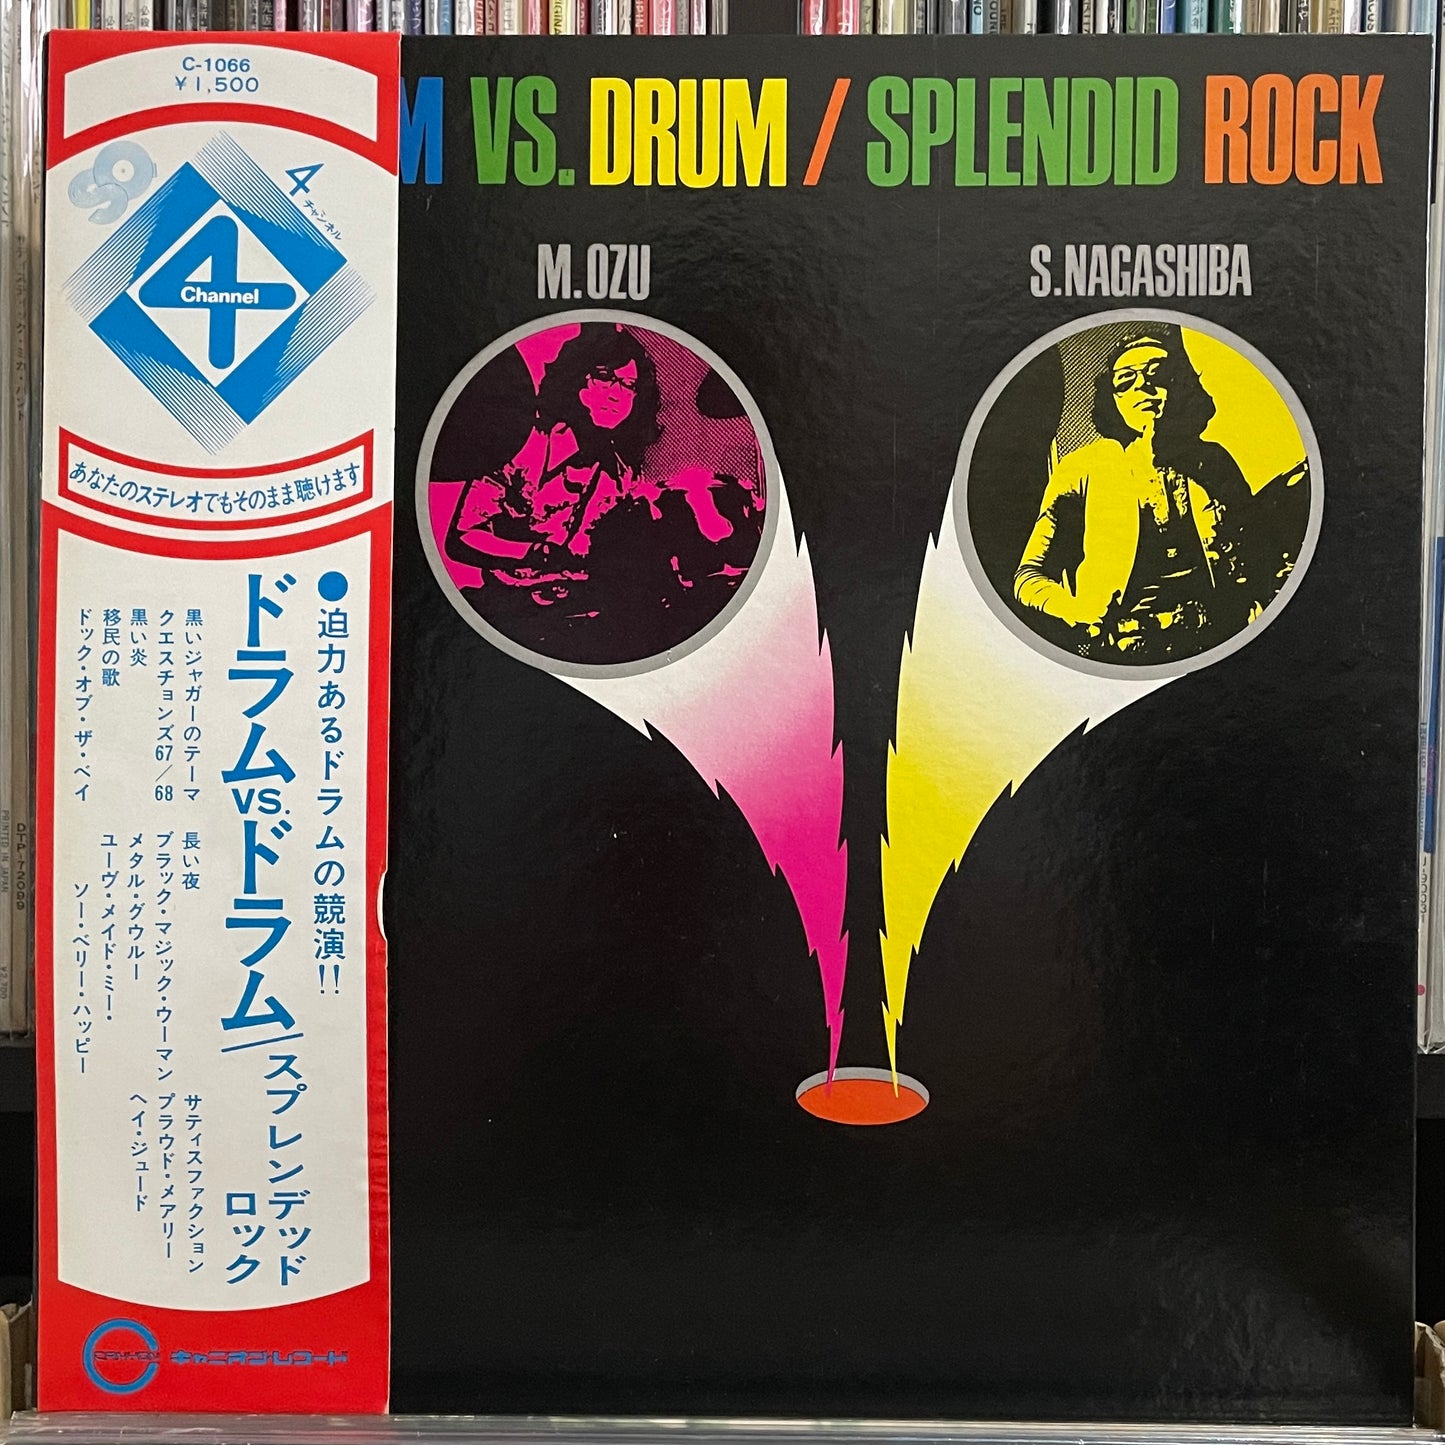 C-1066
¥1,500
4チャンネル
4
Channel
あなたのステレオでもそのまま聴けます
●迫力あるドラムの競演!!
ドラムVS.ドラム/スプレンデッド
ロック
黒いジャガーのテーマ
クエスチョンズ67/68
黒い炎
移民の歌
ドック・オブ・ザ・ベイ
長い夜
ブラック・マジック・ウーマン
メタル・グウルー
ユーヴ・メイド・ミー・
ソー・ベリー・ハッピー
サティスファクション
プラウド・メアリー
ヘイ・ジュード
キャニオンレコード
M VS. DRUM / SPLENDID ROCK
M.OZU
S.NAGASHIBA
PRINTED IN JAPAN
DTP-72099
¥2,700